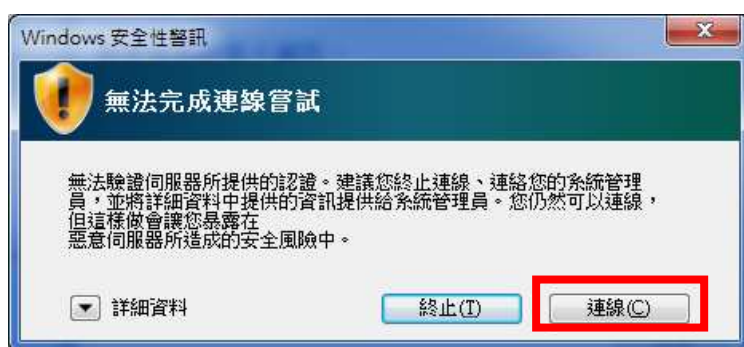 Windows 安全性警訊
無法完成連線嘗試
無法驗證伺服器所提供的認證。建議您終止連線、連絡您的系統管理
員，並將詳細資料中提供的資訊提供給系統管理員。您仍然可以連線，
但這樣做會讓您暴露在
惡意伺服器所造成的安全風險中。
詳細資料
終止(T)
連線(C)